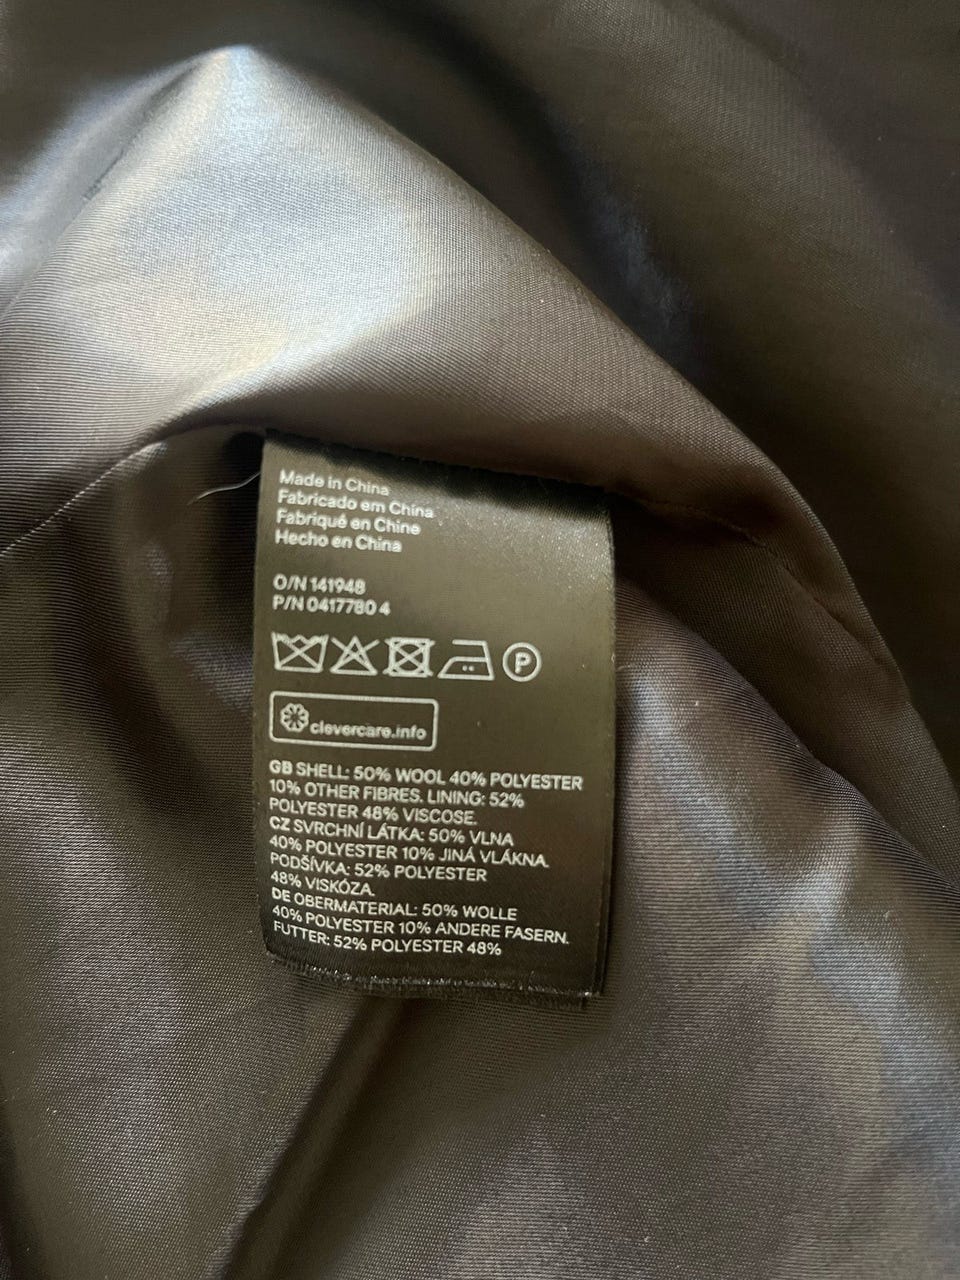 Made in China
Fabricado em China
Fabriqué en Chine
Hecho en China
O/N 141948
P/N 0417780 4
P
clevercare.info
GB SHELL: 50% WOOL 40% POLYESTER
10% OTHER FIBRES. LINING: 52%
POLYESTER 48% VISCOSE.
CZ SVRCHNÍ LÁTKA: 50% VLNA
40% POLYESTER 10% JINÁ VLÁKNA.
PODŠÍVKA: 52% POLYESTER
48% VISKÓZA.
DE OBERMATERIAL: 50% WOLLE
40% POLYESTER 10% ANDERE FASERN.
FUTTER: 52% POLYESTER 48%